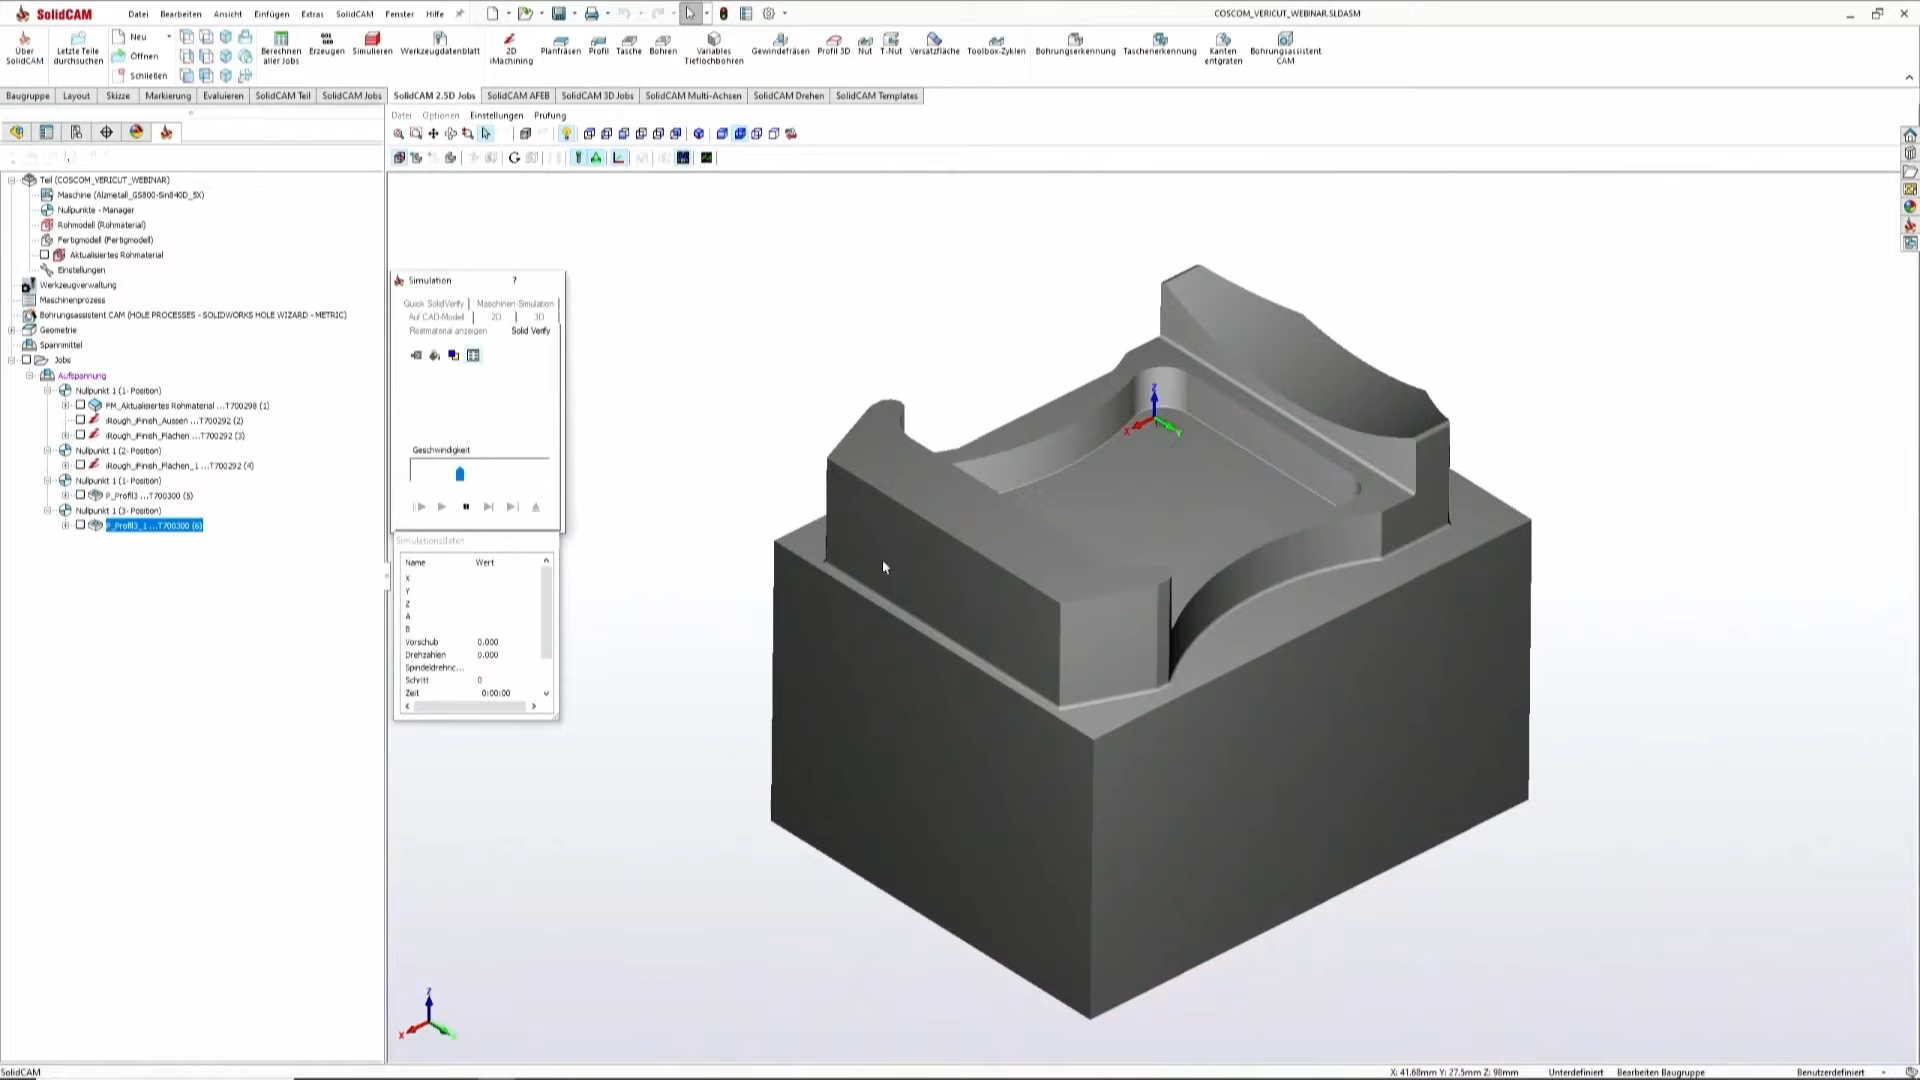 SolidCAM Datei Bearbeiten Ansicht Einfügen Extras SolidCAM Fenster Hilfe COSCOM_VERICUT_WEBINAR.SLDASM
Über SolidCAM
Letzte Teile durchsuchen
Neu
Öffnen
Schließen
Berechnen aller Jobs
Erzeugen
Simulieren
Werkzeugdatenblatt
2D iMachining
Planfräsen
Profil
Tasche
Bohren
Variables Tieflochbohren
Gewindefräsen
Profil 3D
Nut
T-Nut
Versatzfläche
Toolbox-Zyklen
Bohrungserkennung
Taschenerkennung
Kanten entgraten
Bohrungsassistent CAM
Baugruppe Layout Skizze Markierung Evaluieren SolidCAM Teil SolidCAM Jobs SolidCAM 2.5D Jobs SolidCAM AFEB SolidCAM 3D Jobs SolidCAM Multi-Achsen SolidCAM Drehen SolidCAM Templates
Datei Optionen Einstellungen Prüfung
Teil (COSCOM_VERICUT_WEBINAR)
Maschine (Alzmetall_GS800-Sin840D_5X)
Nullpunkte - Manager
Rohmodell (Rohmaterial)
Fertigmodell (Fertigmodell)
Aktualisiertes Rohmaterial
Einstellungen
Werkzeugverwaltung
Maschinenprozess
Bohrungsassistent CAM (HOLE PROCESSES - SOLIDWORKS HOLE WIZARD - METRIC)
Geometrie
Spannmittel
Jobs
Aufspannung
Nullpunkt 1 (1- Position)
FM_Aktualisiertes Rohmaterial ...T700298 (1)
iRough_iFinish_Aussen ...T700292 (2)
iRough_iFinish_Flächen ...T700292 (3)
Nullpunkt 1 (2- Position)
iRough_iFinish_Flächen_1 ...T700292 (4)
Nullpunkt 1 (1- Position)
P_Profil3 ...T700300 (5)
Nullpunkt 1 (3- Position)
P_Profil3_1 ...T700300 (6)
Simulation ?
Quick SolidVerify Maschinen-Simulation
Auf CAD-Model 2D 3D
Restmaterial anzeigen Solid Verify
Geschwindigkeit
Simulationsdaten
Name Wert
X
Y
Z
A
B
Vorschub 0.000
Drehzahlen 0.000
Spindeldrehric...
Schritt 0
Zeit 0:00:00
Z
X
Y
Z
X
SolidCAM X: 41.68mm Y: 27.5mm Z: 98mm Unterdefiniert Bearbeiten Baugruppe Benutzerdefiniert